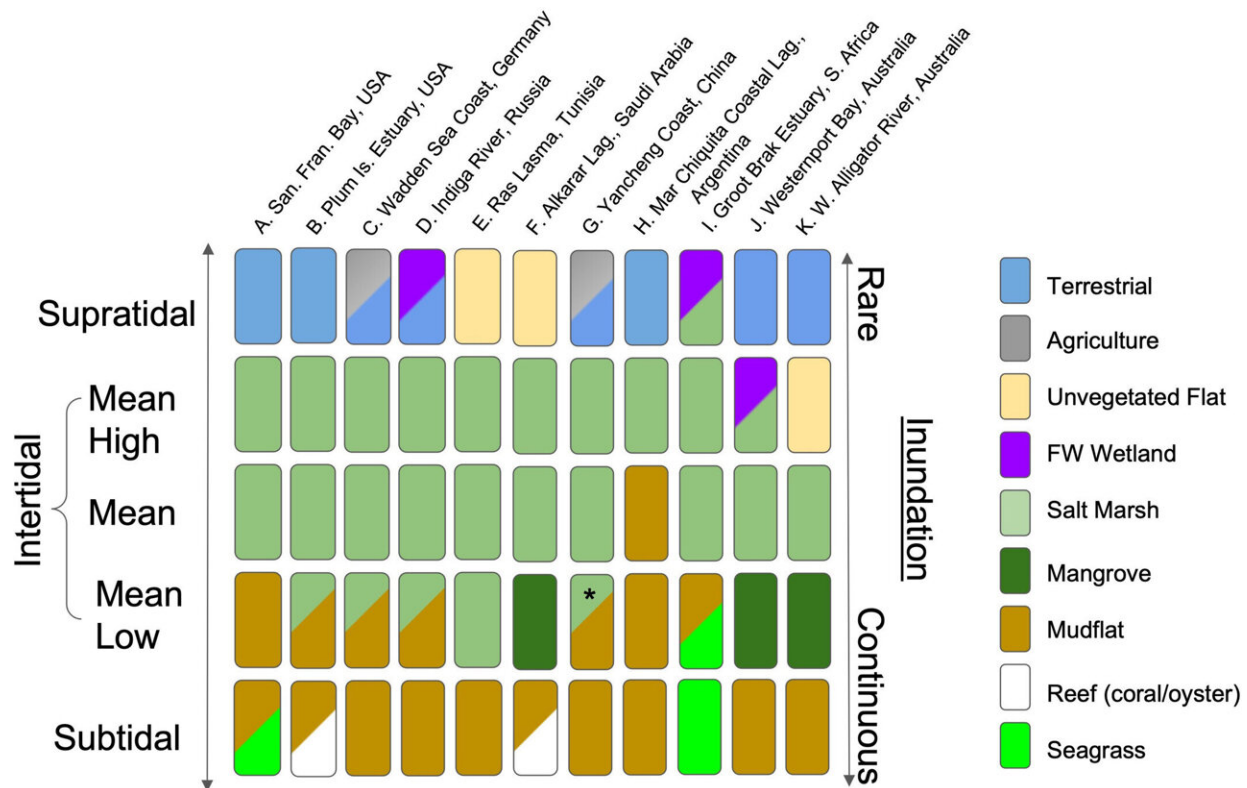 A. San. Fran. Bay, USA
B. Plum Is. Estuary, USA
C. Wadden Sea Coast, Germany
D. Indiga River, Russia
E. Ras Lasma, Tunisia
F. Alkarar Lag., Saudi Arabia
G. Yancheng Coast, China
H. Mar Chiquita Coastal Lag.,
Argentina
I. Groot Brak Estuary, S. Africa
J. Westernport Bay, Australia
K. W. Alligator River, Australia
Supratidal
Intertidal
Mean
High
Mean
Mean
Low
Subtidal
*
Rare
Inundation
Continuous
Terrestrial
Agriculture
Unvegetated Flat
FW Wetland
Salt Marsh
Mangrove
Mudflat
Reef (coral/oyster)
Seagrass